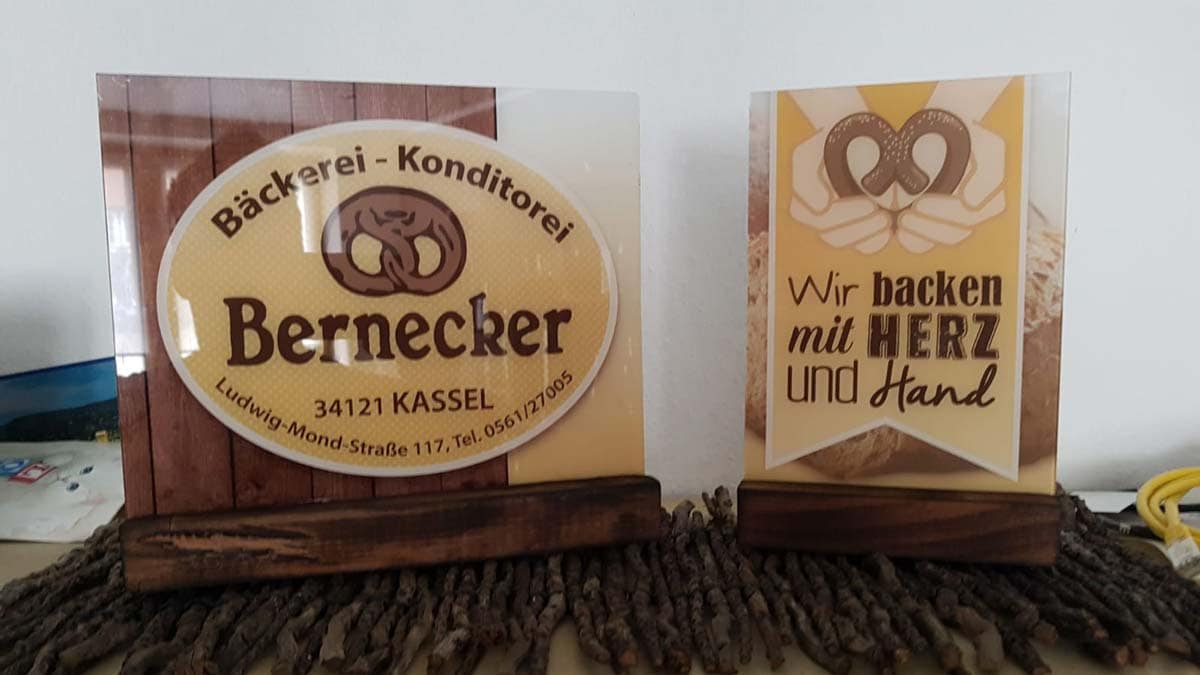 Bäckerei - Konditorei
Bernecker
34121 KASSEL
Ludwig-Mond-Straße 117, Tel. 0561/27005
Wir backen
mit HERZ
und Hand